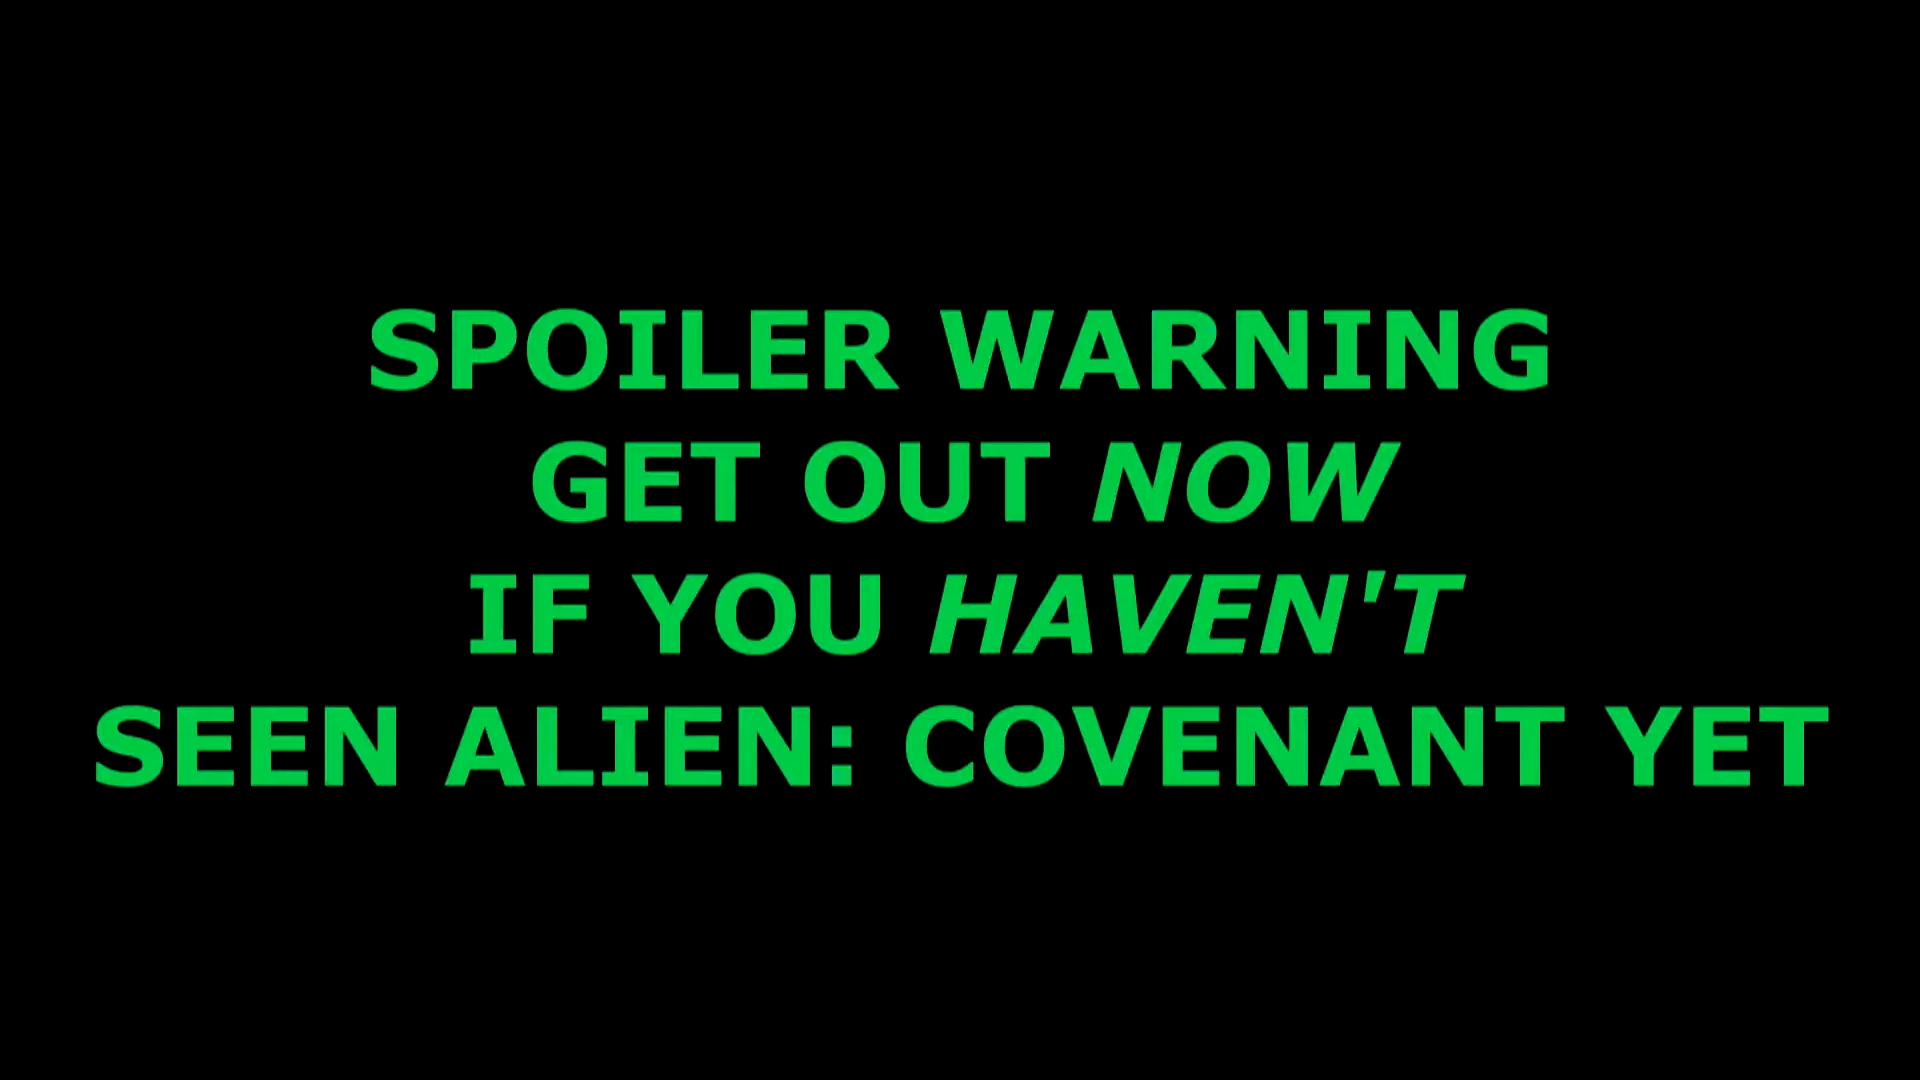 SPOILER WARNING
GET OUT NOW
IF YOU HAVEN'T
SEEN ALIEN: COVENANT YET